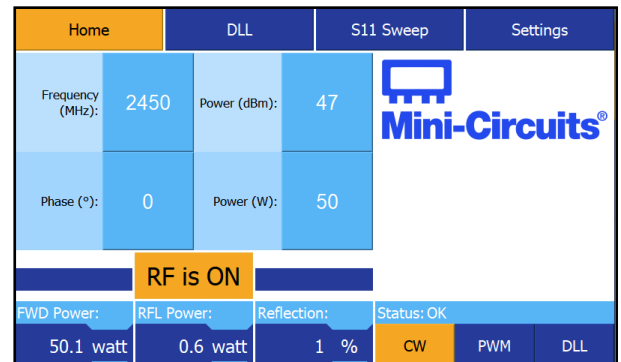 Home DLL S11 Sweep Settings
Frequency (MHz): 2450 Power (dBm): 47
Mini-Circuits®
Phase (°): 0 Power (W): 50
RF is ON
FWD Power: RFL Power: Reflection: Status: OK
50.1 watt 0.6 watt 1 % CW PWM DLL